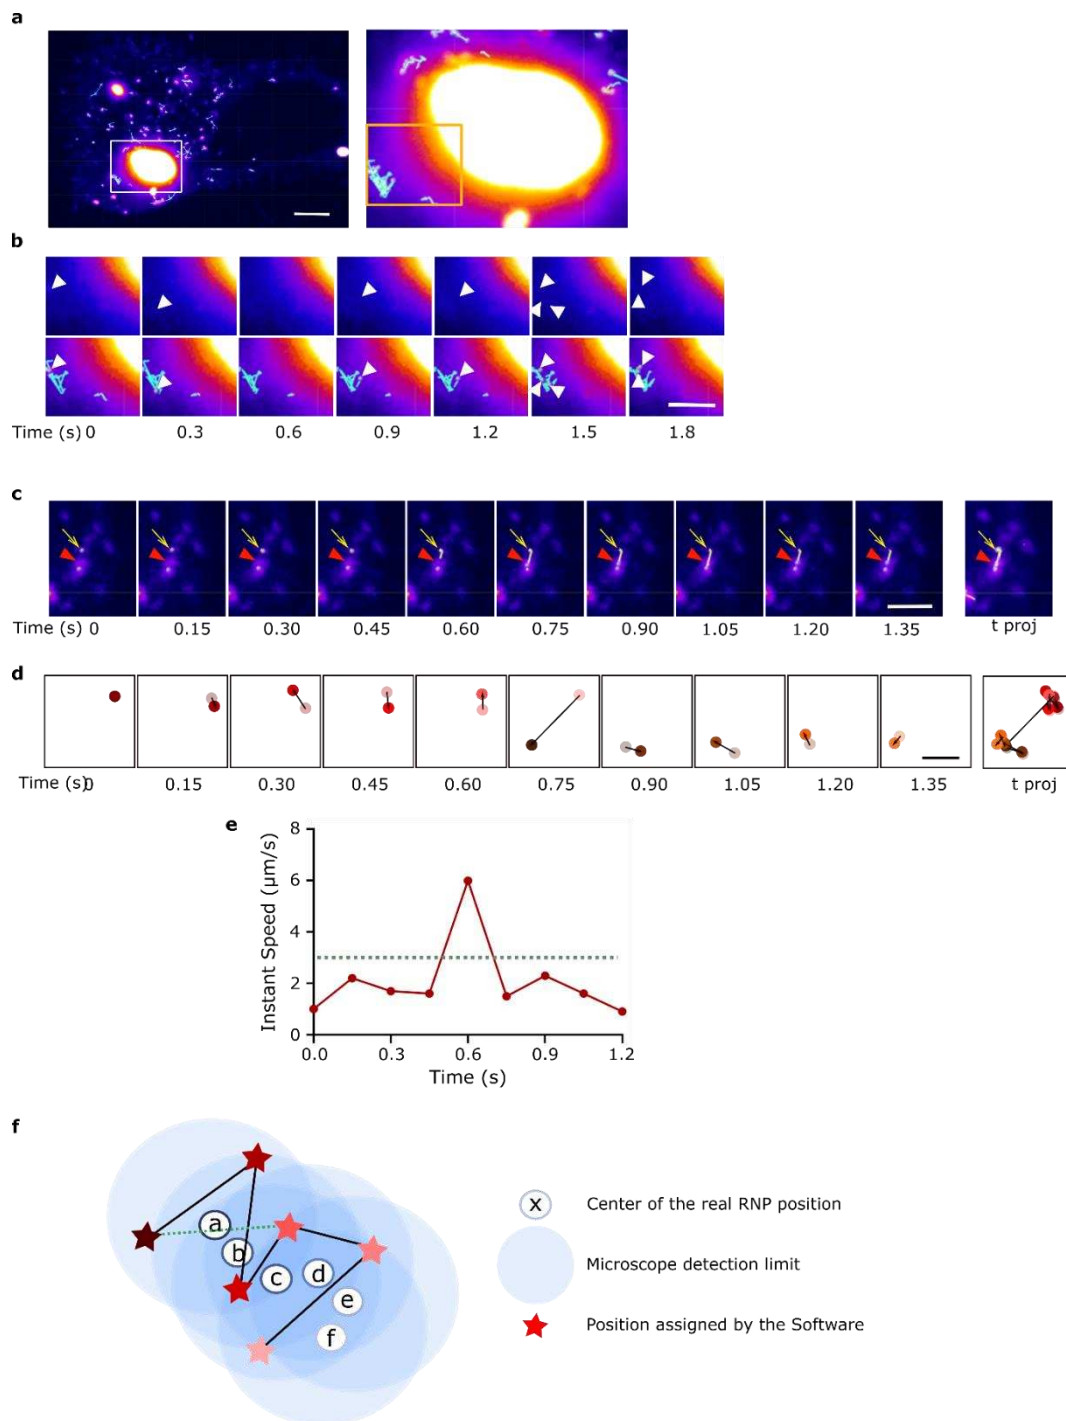 a
b
Time (s) 0 0.3 0.6 0.9 1.2 1.5 1.8
c
Time (s) 0 0.15 0.30 0.45 0.60 0.75 0.90 1.05 1.20 1.35 t proj
d
Time (s) 0 0.15 0.30 0.45 0.60 0.75 0.90 1.05 1.20 1.35 t proj
e
8
6
4
2
0
Instant Speed (µm/s)
0.0 0.3 0.6 0.9 1.2
Time (s)
f
a
b
c
d
e
f
x Center of the real RNP position
Microscope detection limit
Position assigned by the Software